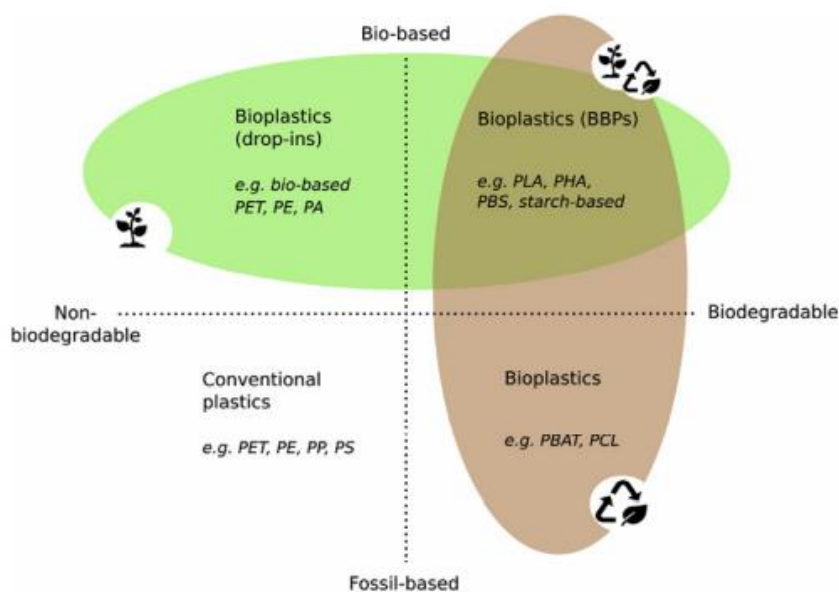 Bio-based
Bioplastics
(drop-ins)
e.g. bio-based
PET, PE, PA
Bioplastics (BBPs)
e.g. PLA, PHA,
PBS, starch-based
Non-
biodegradable
Biodegradable
Conventional
plastics
e.g. PET, PE, PP, PS
Bioplastics
e.g. PBAT, PCL
Fossil-based